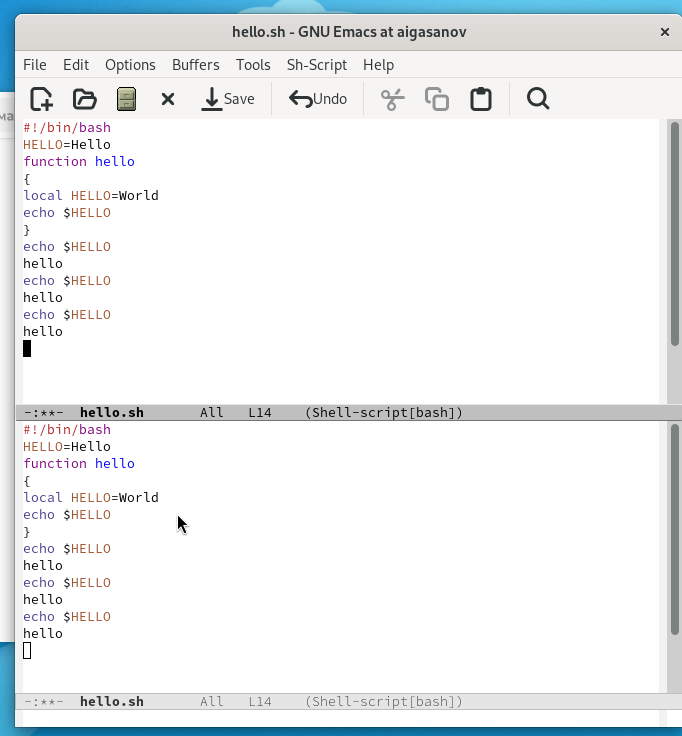 hello.sh - GNU Emacs at aigasanov
File Edit Options Buffers Tools Sh-Script Help
Save Undo
#!/bin/bash
HELLO=Hello
function hello
{
local HELLO=World
echo $HELLO
}
echo $HELLO
hello
echo $HELLO
hello
echo $HELLO
hello
-:**- hello.sh All L14 (Shell-script[bash])
#!/bin/bash
HELLO=Hello
function hello
{
local HELLO=World
echo $HELLO
}
echo $HELLO
hello
echo $HELLO
hello
echo $HELLO
hello
-:**- hello.sh All L14 (Shell-script[bash])